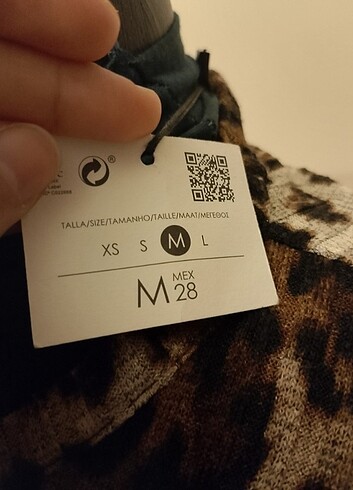 ®
TALLA/SIZE/TAMANHO/TAILLE/MAAT/ΜΕΓΕΘΟΣ
XS S M L
M MEX 28